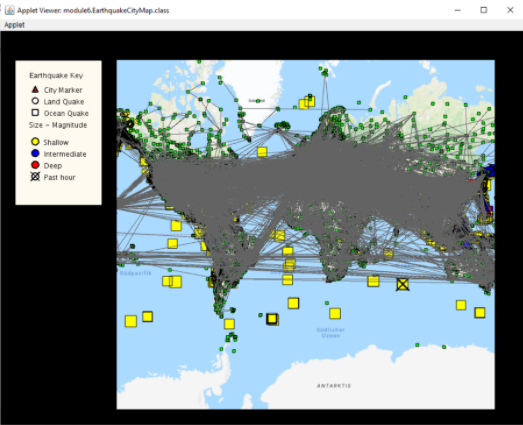 Applet Viewer: module6.EarthquakeCityMap.class
Applet
Earthquake Key
City Marker
Land Quake
Ocean Quake
Size ~ Magnitude
Shallow
Intermediate
Deep
Past hour
Südpazifik
Südlicher
Ozean
ANTARKTIS